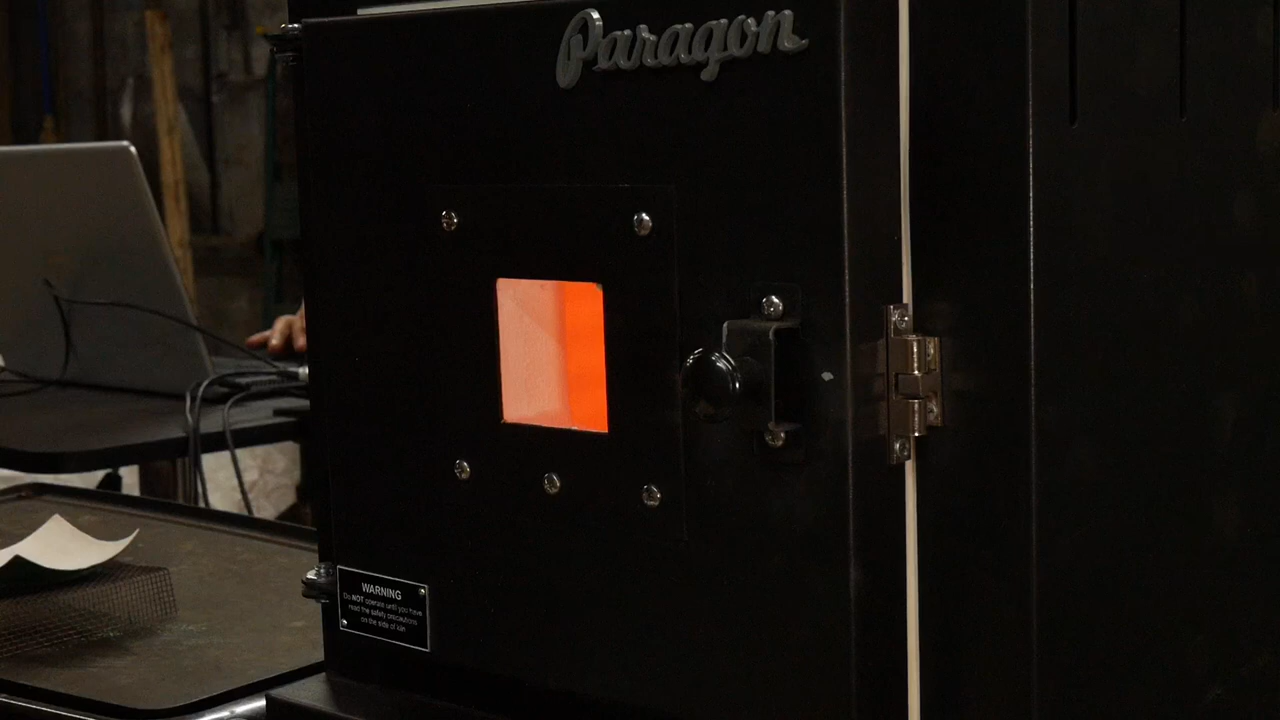 Paragon
WARNING
Do NOT operate until you have
read the safety precautions
on the side of kiln